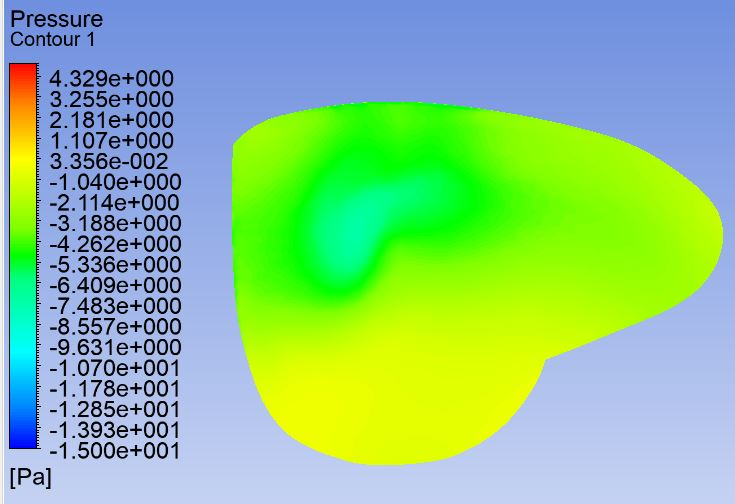 Pressure
Contour 1
4.329e+000
3.255e+000
2.181e+000
1.107e+000
3.356e-002
-1.040e+000
-2.114e+000
-3.188e+000
-4.262e+000
-5.336e+000
-6.409e+000
-7.483e+000
-8.557e+000
-9.631e+000
-1.070e+001
-1.178e+001
-1.285e+001
-1.393e+001
-1.500e+001
[Pa]